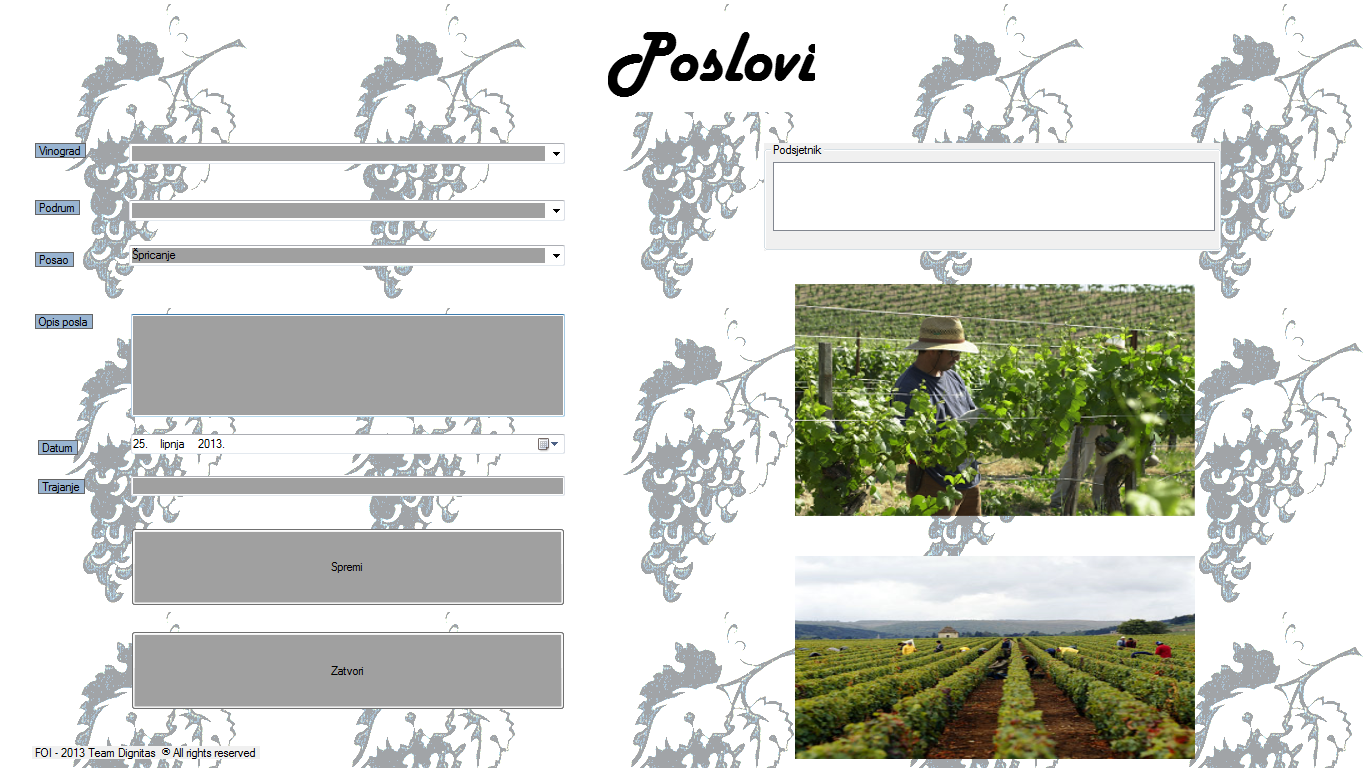 Poslovi
Vinograd
Podrum
Posao Špricanje
Opis posla
Datum 25. lipnja 2013.
Trajanje
Spremi
Zatvori
FOI - 2013 Team Dignitas ® All rights reserved
Podsjetnik